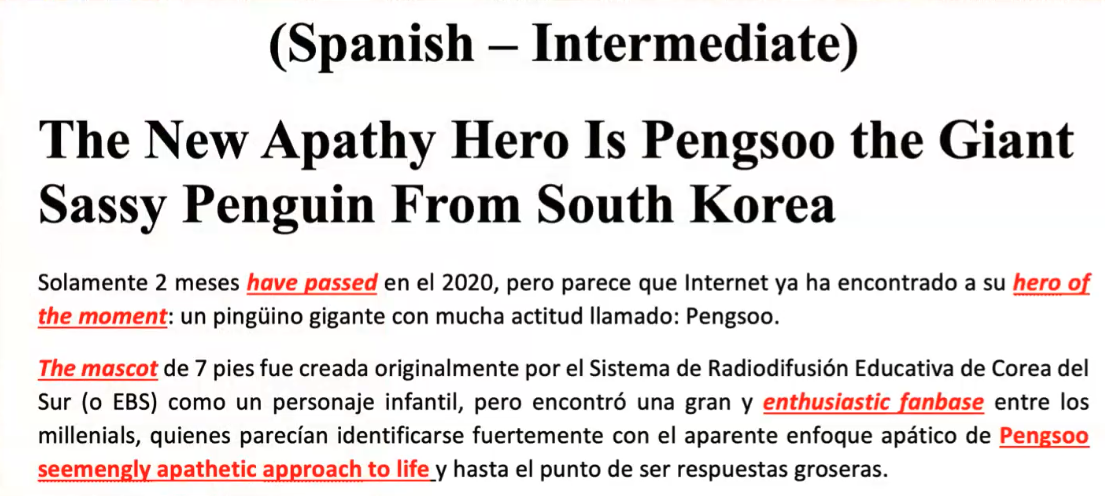 (Spanish – Intermediate)
The New Apathy Hero Is Pengsoo the Giant
Sassy Penguin From South Korea
Solamente 2 meses have passed en el 2020, pero parece que Internet ya ha encontrado a su hero of
the moment: un pingüino gigante con mucha actitud llamado: Pengsoo.
The mascot de 7 pies fue creada originalmente por el Sistema de Radiodifusión Educativa de Corea del
Sur (o EBS) como un personaje infantil, pero encontró una gran y enthusiastic fanbase entre los
millenials, quienes parecían identificarse fuertemente con el aparente enfoque apático de Pengsoo
seemengly apathetic approach to life y hasta el punto de ser respuestas groseras.